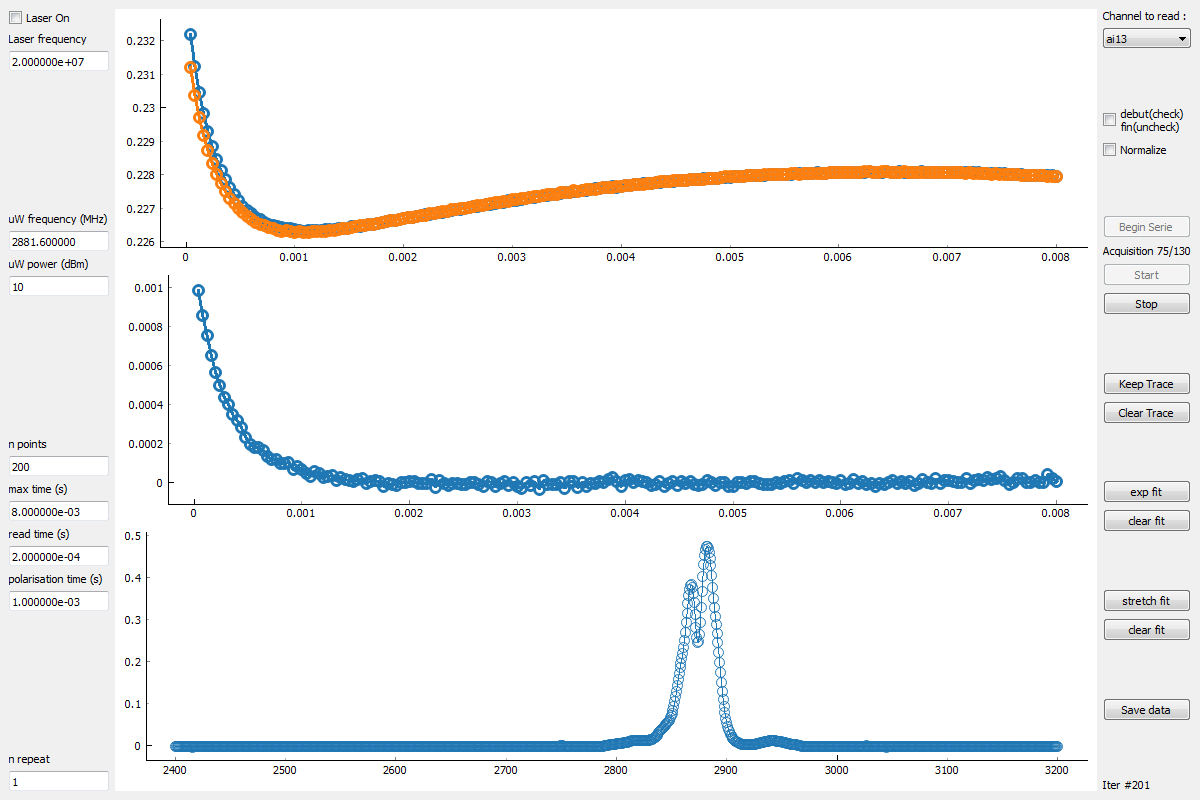 Laser On
Laser frequency
2.000000e+07
uW frequency (MHz)
2881.600000
uW power (dBm)
10
n points
200
max time (s)
8.000000e-03
read time (s)
2.000000e-04
polarisation time (s)
1.000000e-03
n repeat
1
0.232
0.231
0.23
0.229
0.228
0.227
0.226
0 0.001 0.002 0.003 0.004 0.005 0.006 0.007 0.008
0.001
0.0008
0.0006
0.0004
0.0002
0
0 0.001 0.002 0.003 0.004 0.005 0.006 0.007 0.008
0.5
0.4
0.3
0.2
0.1
0
2400 2500 2600 2700 2800 2900 3000 3100 3200
Channel to read :
ai13
debut(check)
fin(uncheck)
Normalize
Begin Serie
Acquisition 75/130
Start
Stop
Keep Trace
Clear Trace
exp fit
clear fit
stretch fit
clear fit
Save data
Iter #201